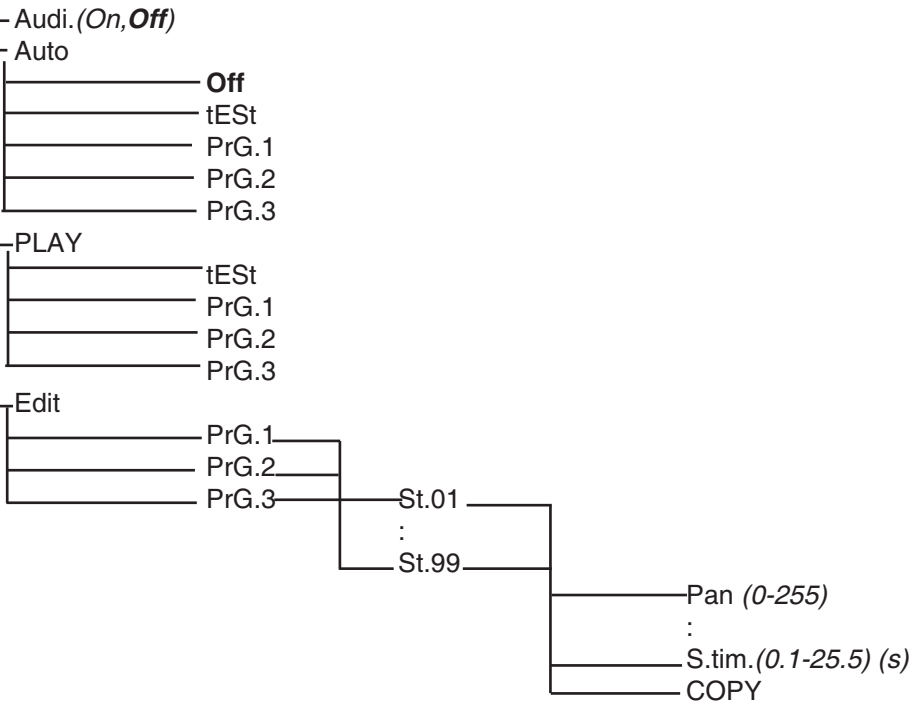 Audi.(On,Off)
Auto
Off
tESt
PrG.1
PrG.2
PrG.3
PLAY
tESt
PrG.1
PrG.2
PrG.3
Edit
PrG.1
PrG.2
PrG.3
St.01
:
St.99
Pan (0-255)
:
S.tim.(0.1-25.5) (s)
COPY